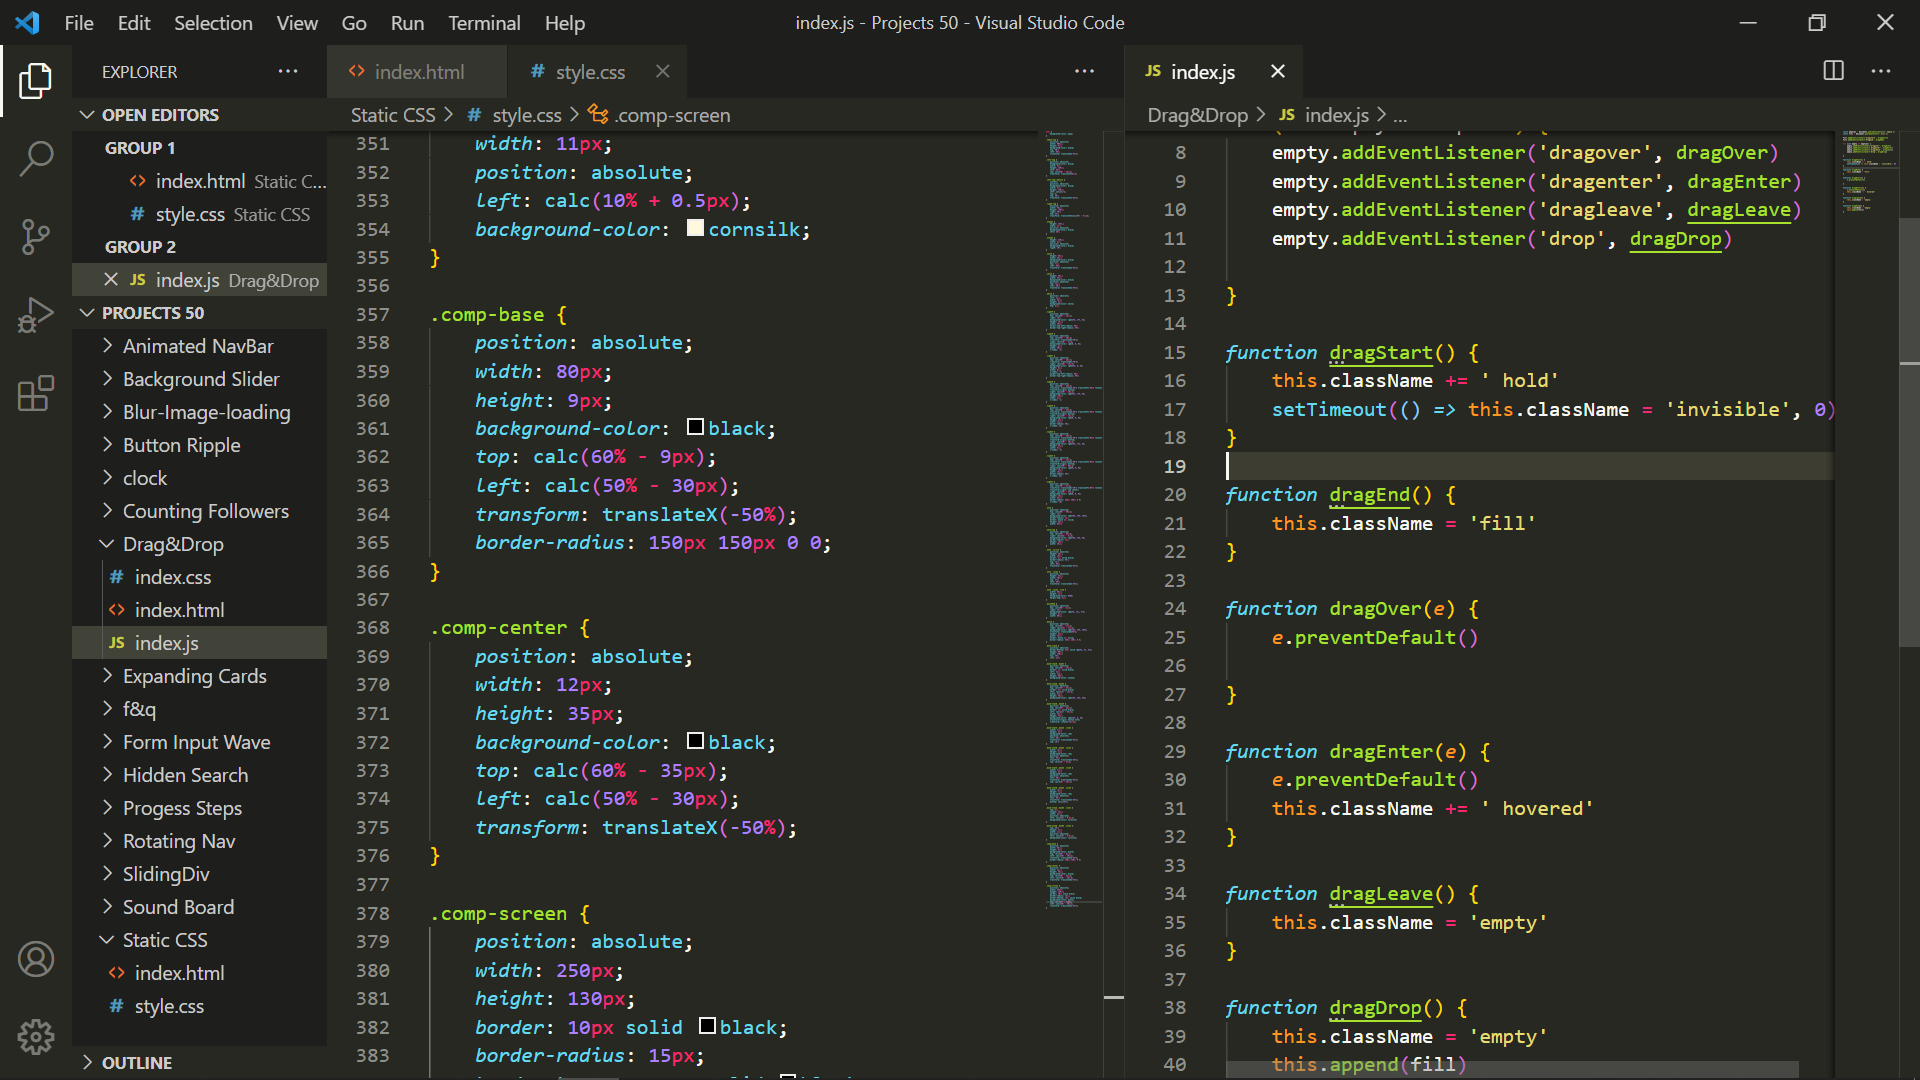 File Edit Selection View Go Run Terminal Help
index.js - Projects 50 - Visual Studio Code
EXPLORER
OPEN EDITORS
GROUP 1
index.html Static C...
style.css Static CSS
GROUP 2
JS index.js Drag&Drop
PROJECTS 50
Animated NavBar
Background Slider
Blur-Image-loading
Button Ripple
clock
Counting Followers
Drag&Drop
# index.css
index.html
JS index.js
Expanding Cards
f&q
Form Input Wave
Hidden Search
Progess Steps
Rotating Nav
SlidingDiv
Sound Board
Static CSS
index.html
# style.css
OUTLINE
index.html
# style.css
Static CSS > # style.css > .comp-screen
351 width: 11px;
352 position: absolute;
353 left: calc(10% + 0.5px);
354 background-color: cornsilk;
355 }
356
357 .comp-base {
358 position: absolute;
359 width: 80px;
360 height: 9px;
361 background-color: black;
362 top: calc(60% - 9px);
363 left: calc(50% - 30px);
364 transform: translateX(-50%);
365 border-radius: 150px 150px 0 0;
366 }
367
368 .comp-center {
369 position: absolute;
370 width: 12px;
371 height: 35px;
372 background-color: black;
373 top: calc(60% - 35px);
374 left: calc(50% - 30px);
375 transform: translateX(-50%);
376 }
377
378 .comp-screen {
379 position: absolute;
380 width: 250px;
381 height: 130px;
382 border: 10px solid black;
383 border-radius: 15px;
JS index.js
Drag&Drop > JS index.js > ...
8 empty.addEventListener('dragover', dragOver)
9 empty.addEventListener('dragenter', dragEnter)
10 empty.addEventListener('dragleave', dragLeave)
11 empty.addEventListener('drop', dragDrop)
12
13 }
14
15 function dragStart() {
16 this.className += ' hold'
17 setTimeout(() => this.className = 'invisible', 0)
18 }
19
20 function dragEnd() {
21 this.className = 'fill'
22 }
23
24 function dragOver(e) {
25 e.preventDefault()
26
27 }
28
29 function dragEnter(e) {
30 e.preventDefault()
31 this.className += ' hovered'
32 }
33
34 function dragLeave() {
35 this.className = 'empty'
36 }
37
38 function dragDrop() {
39 this.className = 'empty'
40 this.append(fill)